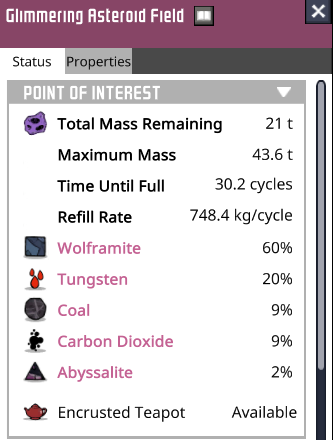 Glimmering Asteroid Field
Status Properties
POINT OF INTEREST
Total Mass Remaining 21 t
Maximum Mass 43.6 t
Time Until Full 30.2 cycles
Refill Rate 748.4 kg/cycle
Wolframite 60%
Tungsten 20%
Coal 9%
Carbon Dioxide 9%
Abyssalite 2%
Encrusted Teapot Available